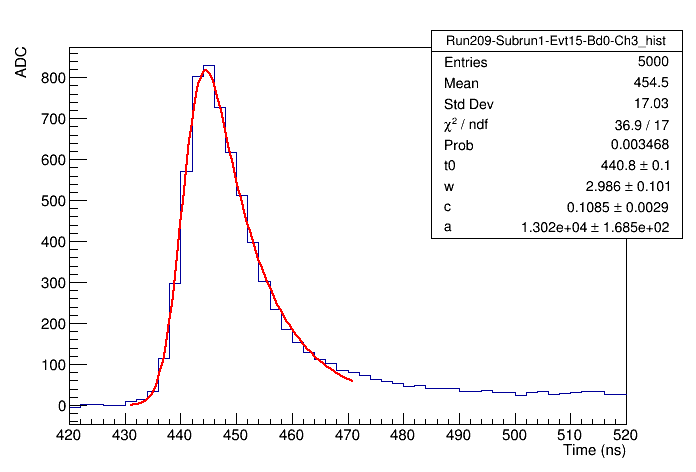 Run209-Subrun1-Evt15-Bd0-Ch3_hist
Entries 5000
Mean 454.5
Std Dev 17.03
χ² / ndf 36.9 / 17
Prob 0.003468
t0 440.8 ± 0.1
w 2.986 ± 0.101
c 0.1085 ± 0.0029
a 1.302e+04 ± 1.685e+02
ADC
800
700
600
500
400
300
200
100
0
420 430 440 450 460 470 480 490 500 510 520
Time (ns)